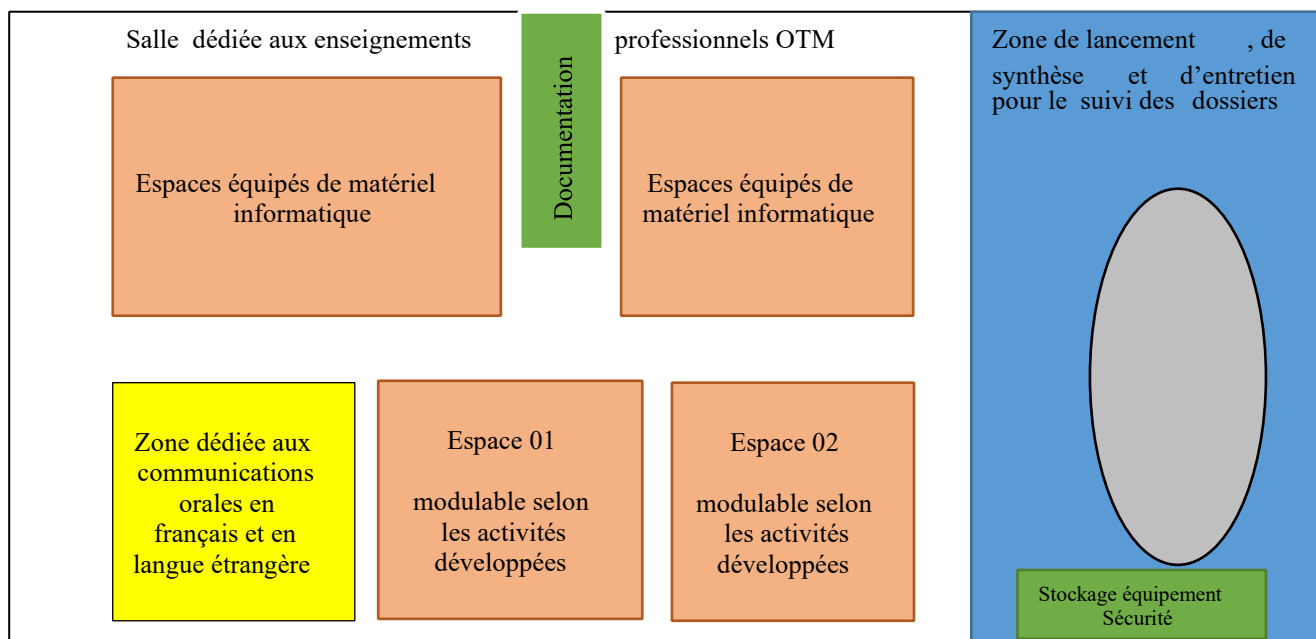 Salle dédiée aux enseignements professionnels OTM
Documentation
Espaces équipés de matériel
informatique
Espaces équipés de
matériel informatique
Zone dédiée aux
communications
orales en
français et en
langue étrangère
Espace 01
modulable selon
les activités
développées
Espace 02
modulable selon
les activités
développées
Zone de lancement , de
synthèse et d’entretien
pour le suivi des dossiers
Stockage équipement
Sécurité